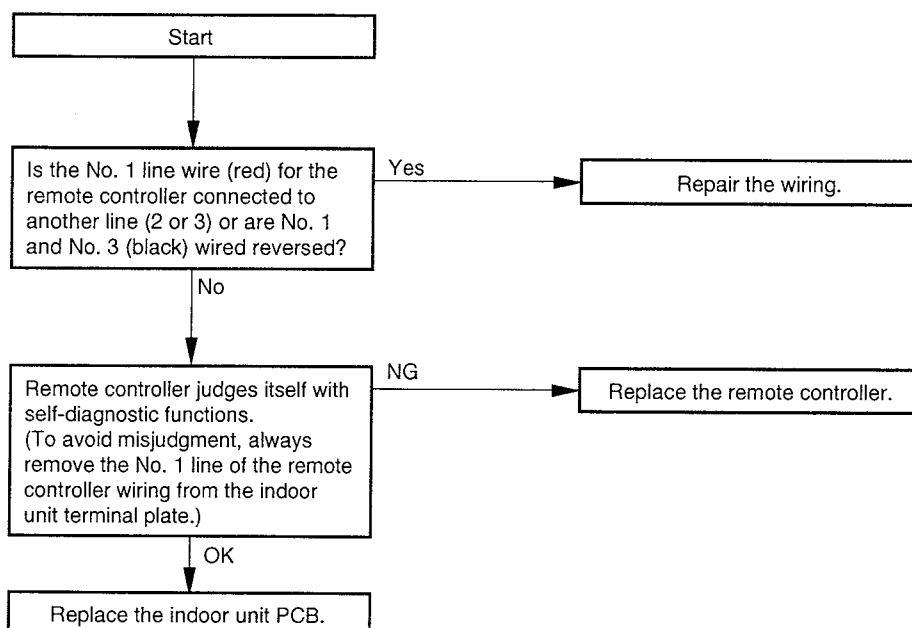 Start
Is the No. 1 line wire (red) for the
remote controller connected to
another line (2 or 3) or are No. 1
and No. 3 (black) wired reversed?
Yes
Repair the wiring.
No
Remote controller judges itself with
self-diagnostic functions.
(To avoid misjudgment, always
remove the No. 1 line of the remote
controller wiring from the indoor
unit terminal plate.)
NG
Replace the remote controller.
OK
Replace the indoor unit PCB.